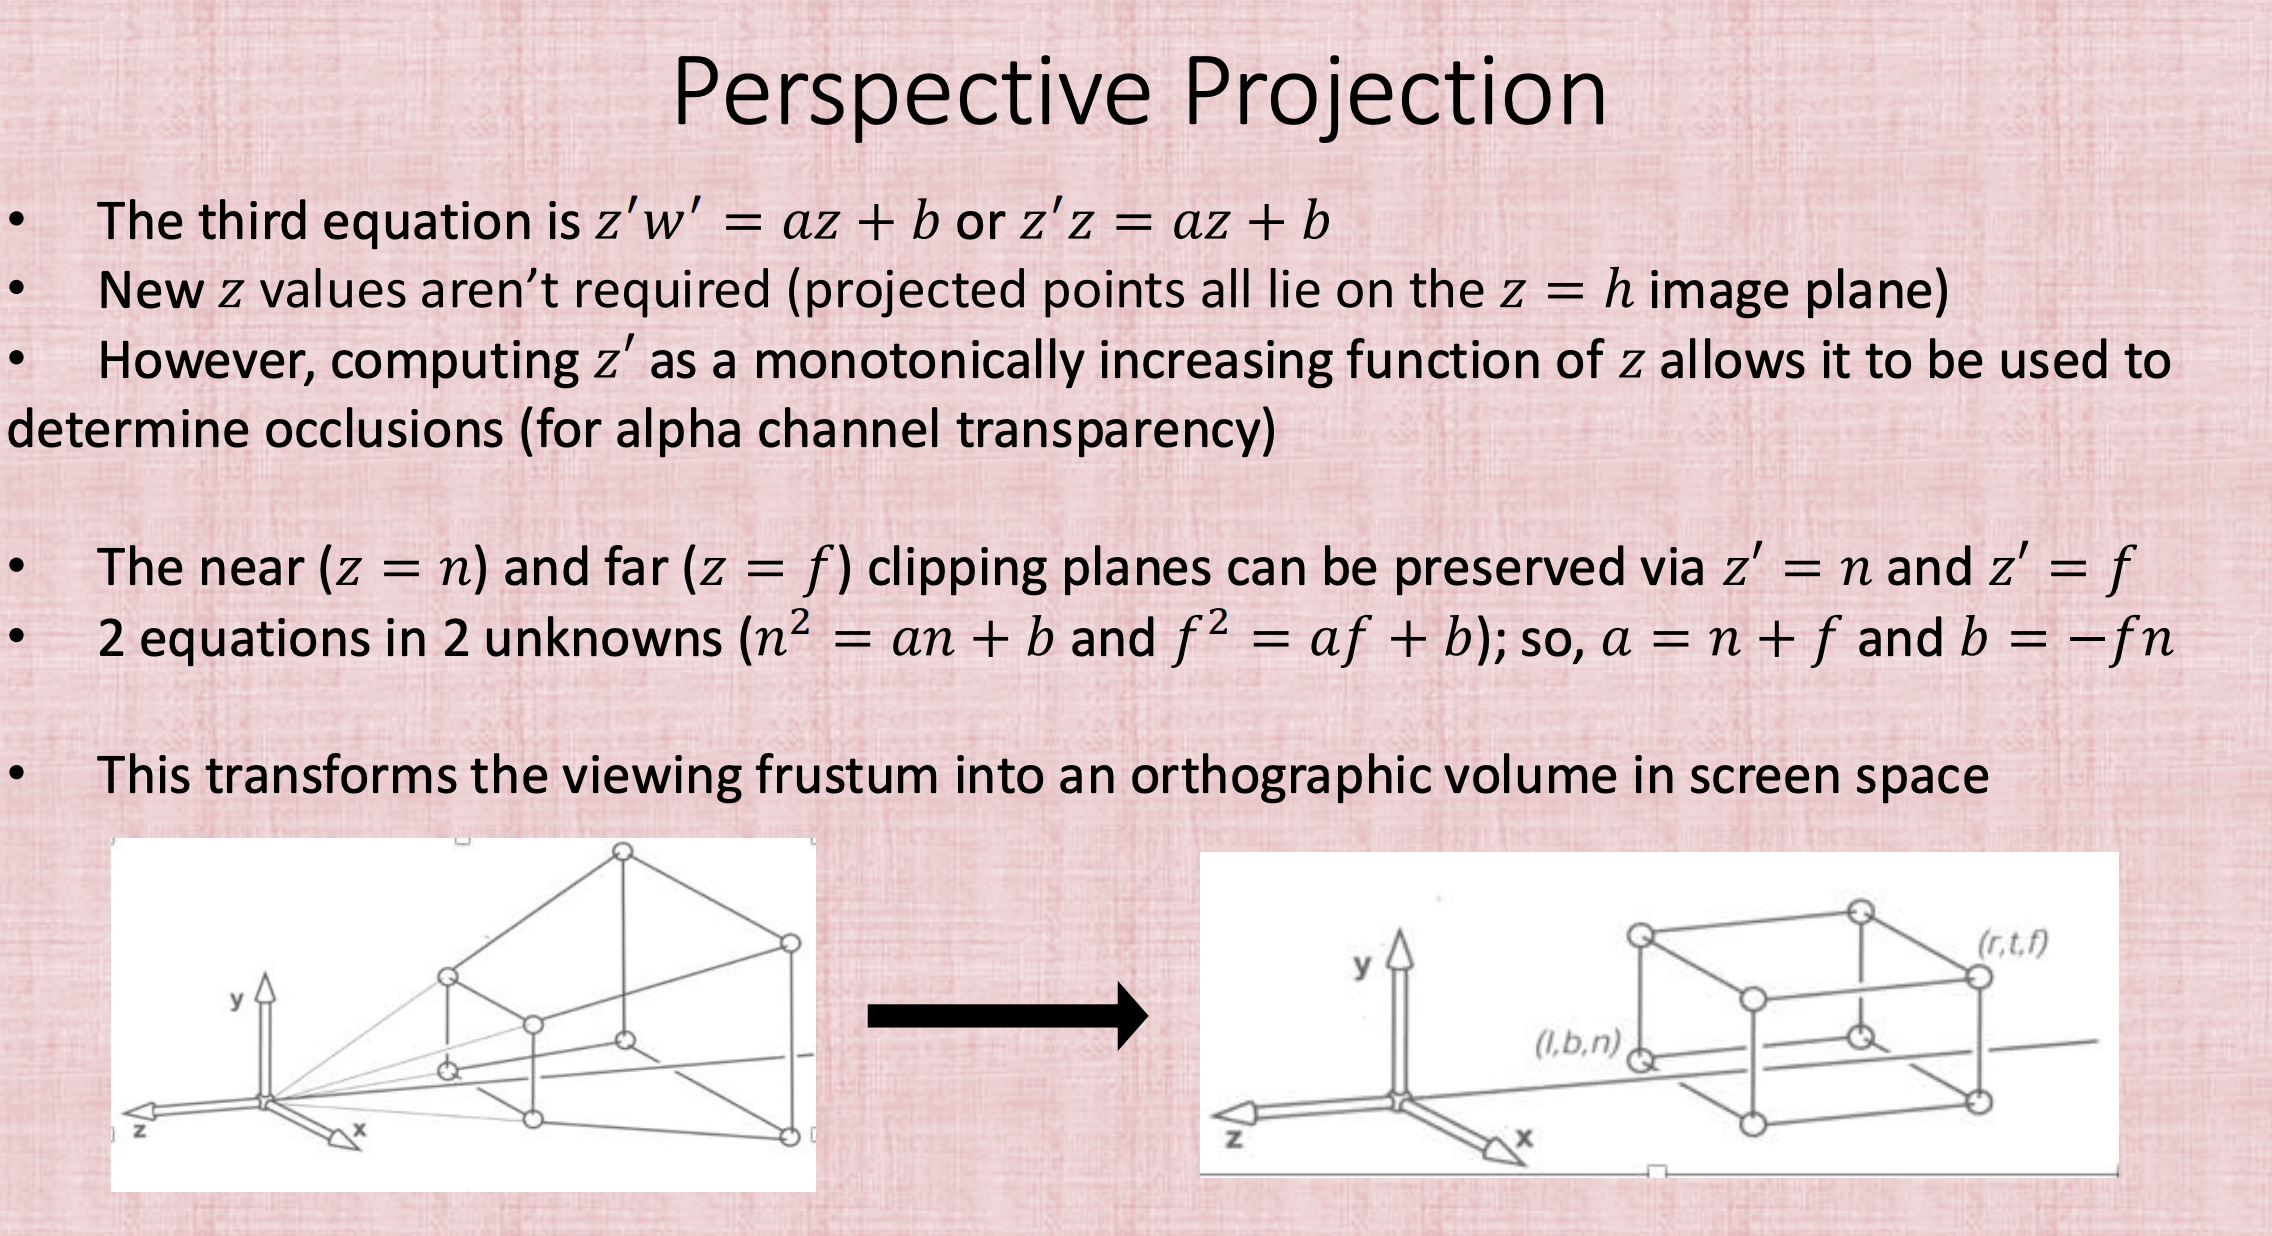 Perspective Projection
• The third equation is z′w′ = az + b or z′z = az + b
• New z values aren’t required (projected points all lie on the z = h image plane)
• However, computing z′ as a monotonically increasing function of z allows it to be used to
determine occlusions (for alpha channel transparency)
• The near (z = n) and far (z = f) clipping planes can be preserved via z′ = n and z′ = f
• 2 equations in 2 unknowns (n² = an + b and f² = af + b); so, a = n + f and b = −fn
• This transforms the viewing frustum into an orthographic volume in screen space
y
z
x
y
z
x
(l,b,n)
(r,t,f)